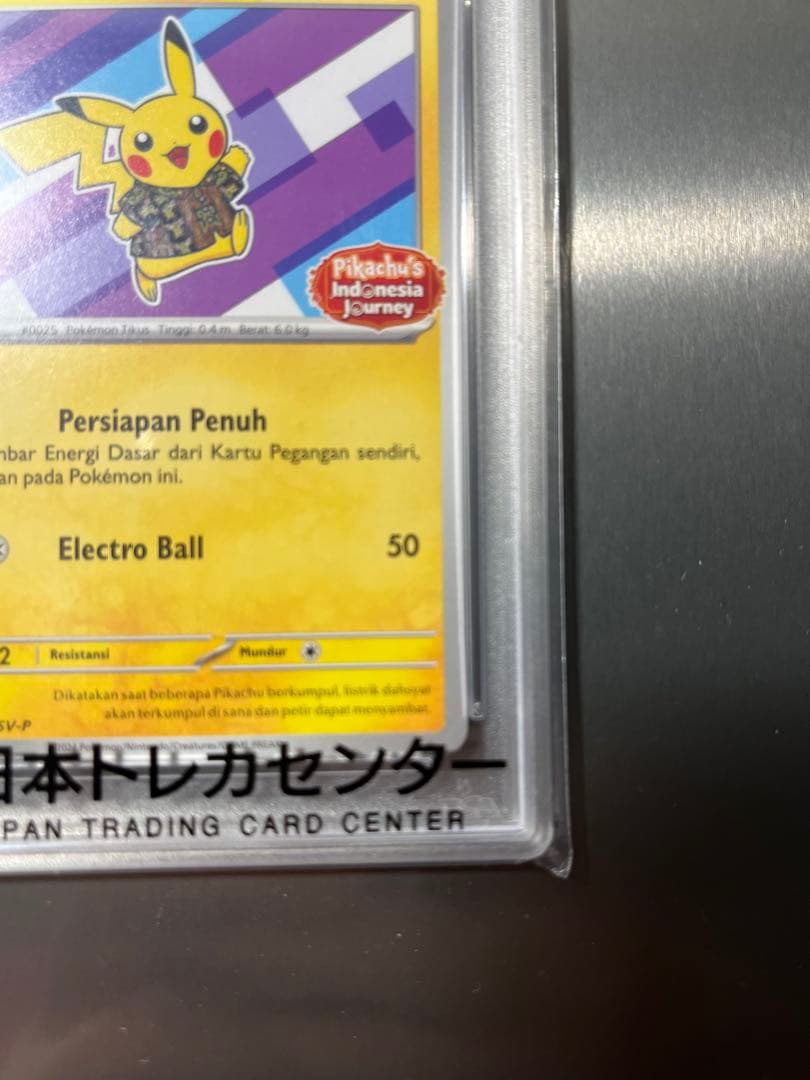 Pikachu's
Indonesia
Journey
#0025 Pokémon Tikus Tinggi: 0.4 m Berat: 6.0 kg
Persiapan Penuh
Energi Dasar dari Kartu Pegangan sendiri,
pada Pokémon ini.
Electro Ball 50
2 Resistansi Mundur
Dikatakan saat beberapa Pikachu berkumpul, listrik dahsyat
akan terkumpul di sana dan petir dapat menyambar.
SV-P
日本トレカセンター
PAN TRADING CARD CENTER